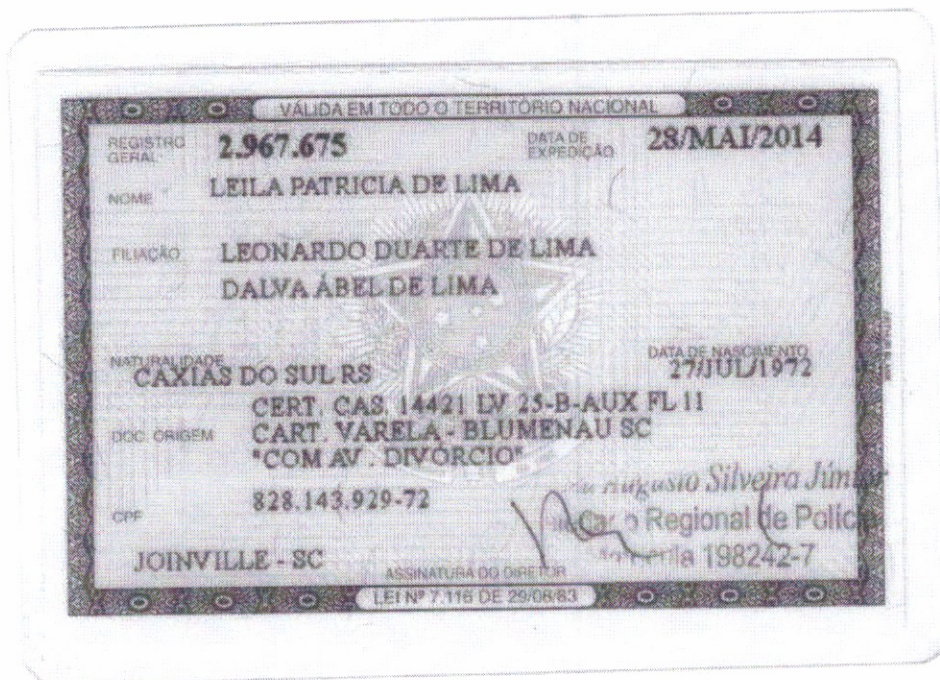 VÁLIDA EM TODO O TERRITÓRIO NACIONAL
REGISTRO GERAL 2.967.675 DATA DE EXPEDIÇÃO 28/MAI/2014
NOME LEILA PATRICIA DE LIMA
FILIAÇÃO LEONARDO DUARTE DE LIMA
DALVA ÁBEL DE LIMA
NATURALIDADE DATA DE NASCIMENTO
CAXIAS DO SUL RS 27/JUL/1972
CERT. CAS. 14421 LV 25-B-AUX FL 11
DOC. ORIGEM CART. VARELA - BLUMENAU SC
"COM AV . DIVÓRCIO"
CPF 828.143.929-72
Augusto Silveira Júnior
Regional de Polícia
198242-7
JOINVILLE - SC
ASSINATURA DO DIRETOR
LEI Nº 7.116 DE 29/08/83